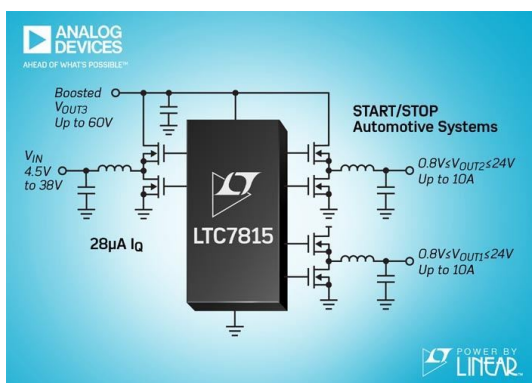 ANALOG
DEVICES
AHEAD OF WHAT'S POSSIBLE™
Boosted
VOUT3
Up to 60V
START/STOP
Automotive Systems
VIN
4.5V
to 38V
0.8V≤VOUT2≤24V
Up to 10A
28µA IQ
LTC7815
0.8V≤VOUT1≤24V
Up to 10A
POWER BY
LINEAR™